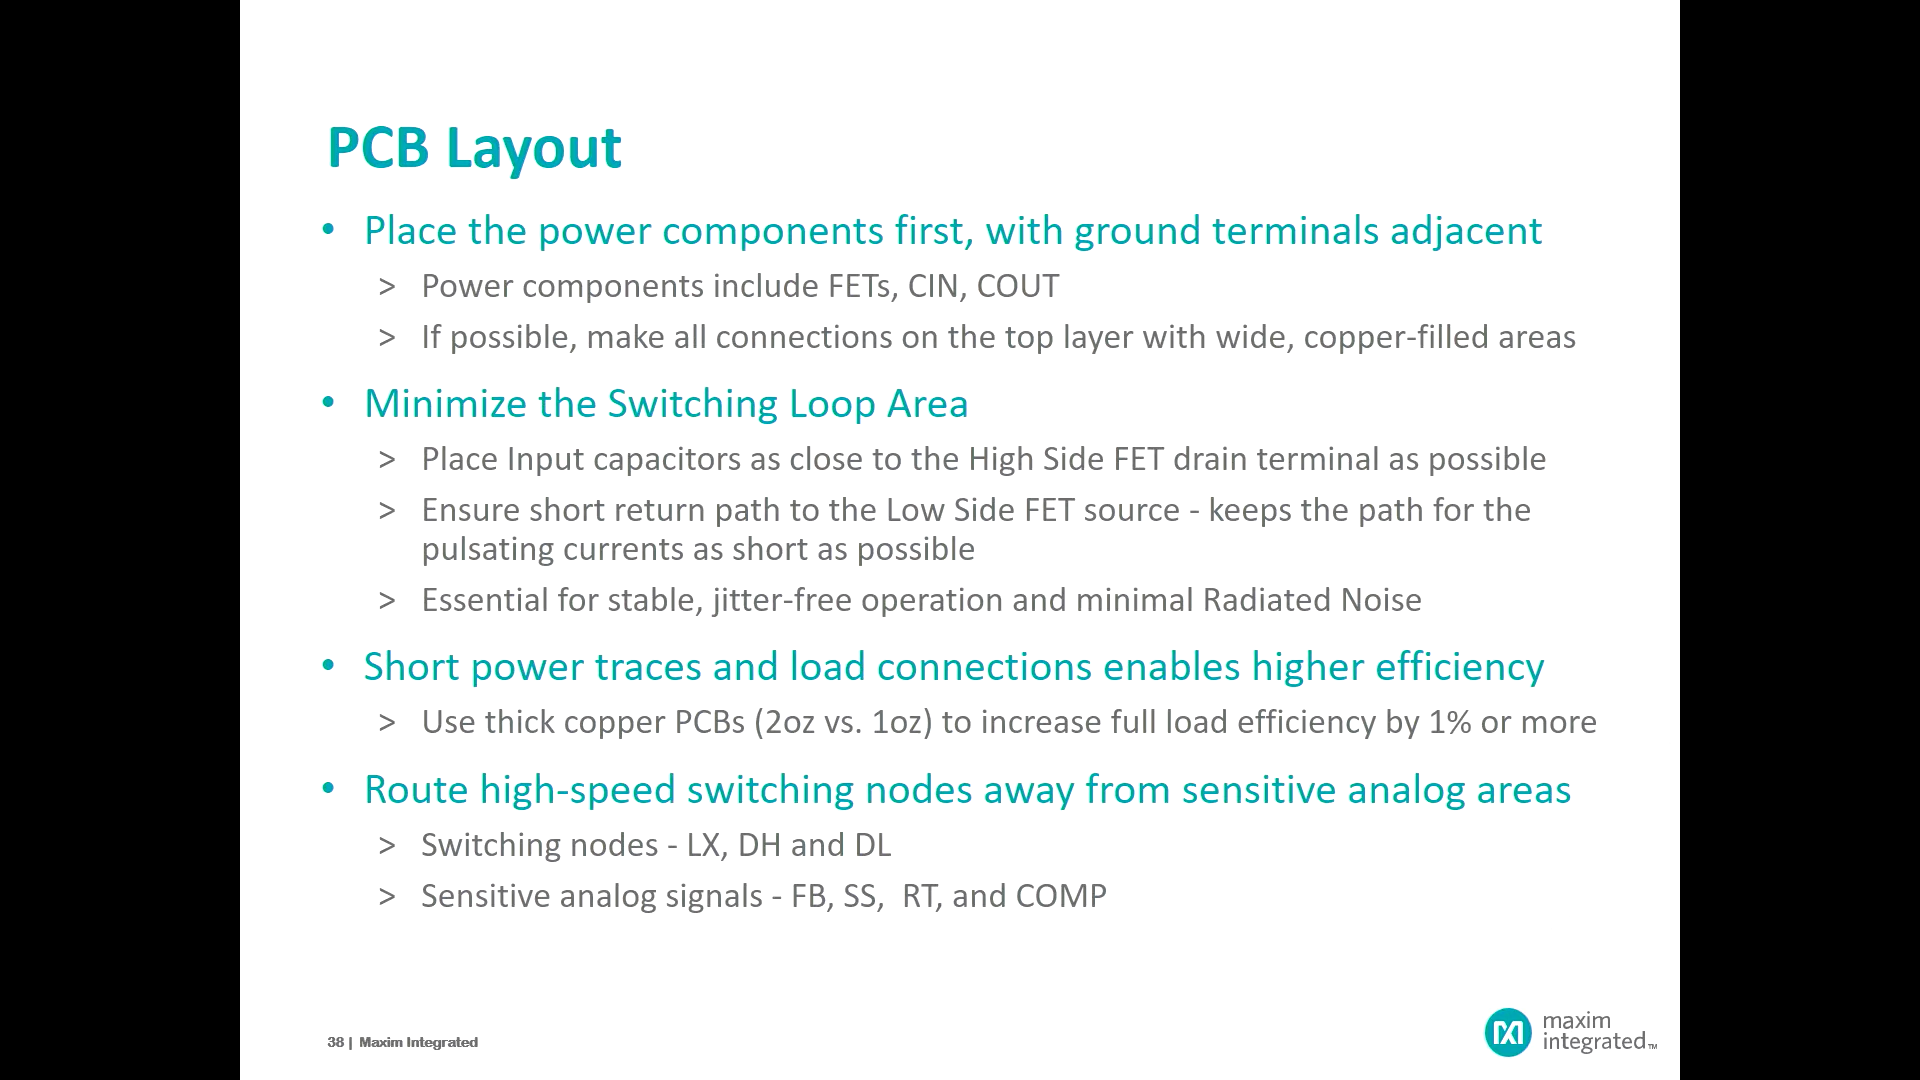 PCB Layout
• Place the power components first, with ground terminals adjacent
> Power components include FETs, CIN, COUT
> If possible, make all connections on the top layer with wide, copper-filled areas
• Minimize the Switching Loop Area
> Place Input capacitors as close to the High Side FET drain terminal as possible
> Ensure short return path to the Low Side FET source - keeps the path for the
pulsating currents as short as possible
> Essential for stable, jitter-free operation and minimal Radiated Noise
• Short power traces and load connections enables higher efficiency
> Use thick copper PCBs (2oz vs. 1oz) to increase full load efficiency by 1% or more
• Route high-speed switching nodes away from sensitive analog areas
> Switching nodes - LX, DH and DL
> Sensitive analog signals - FB, SS,  RT, and COMP
38 | Maxim Integrated
maxim
integrated™